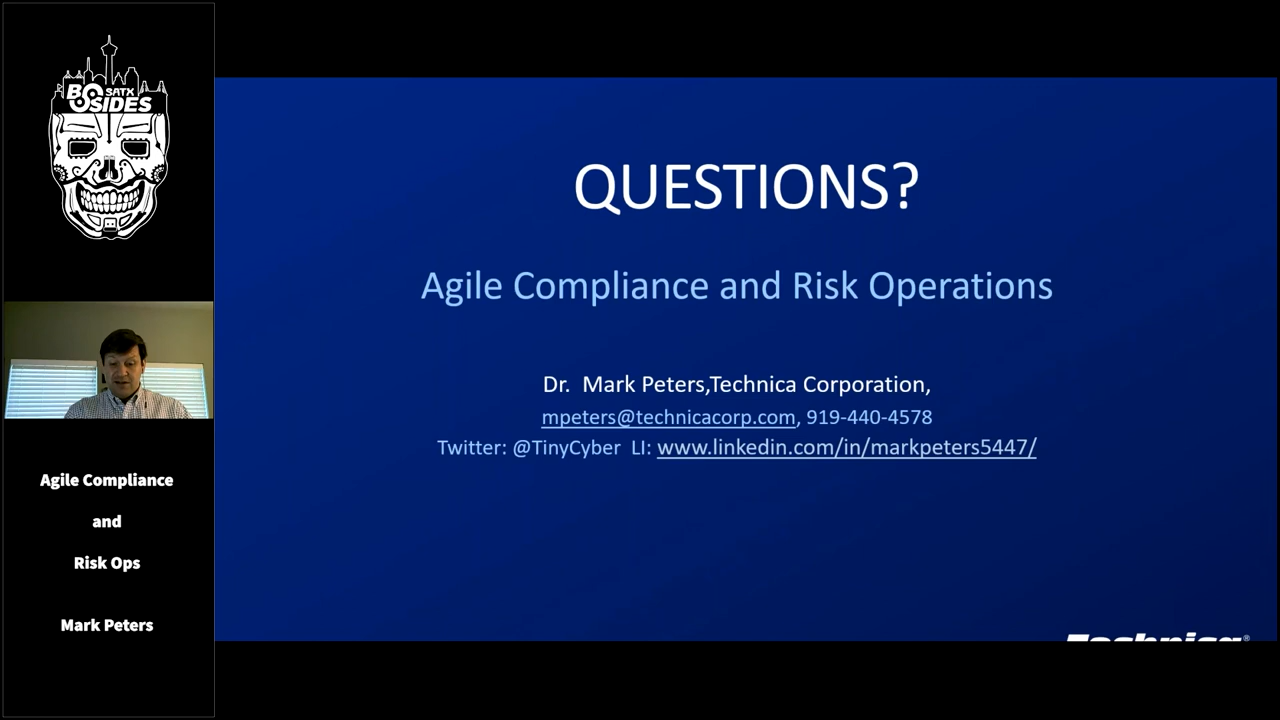 BSIDES
SATX
Agile Compliance
and
Risk Ops
Mark Peters
QUESTIONS?
Agile Compliance and Risk Operations
Dr.  Mark Peters,Technica Corporation,
mpeters@technicacorp.com, 919-440-4578
Twitter: @TinyCyber  LI: www.linkedin.com/in/markpeters5447/
Technica®